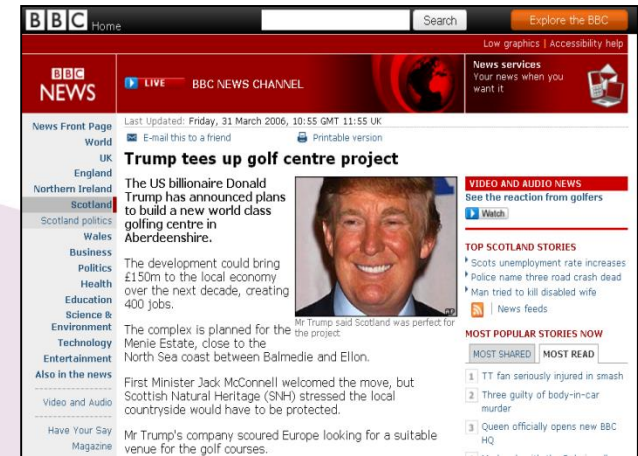 BBC Home
Search
Explore the BBC
Low graphics | Accessibility help
BBC
NEWS
LIVE BBC NEWS CHANNEL
News services
Your news when you
want it
News Front Page
World
UK
England
Northern Ireland
Scotland
Scotland politics
Wales
Business
Politics
Health
Education
Science &
Environment
Technology
Entertainment
Also in the news
Video and Audio
Have Your Say
Magazine
Last Updated: Friday, 31 March 2006, 10:55 GMT 11:55 UK
E-mail this to a friend
Printable version
Trump tees up golf centre project
The US billionaire Donald
Trump has announced plans
to build a new world class
golfing centre in
Aberdeenshire.
The development could bring
£150m to the local economy
over the next decade, creating
400 jobs.
Mr Trump said Scotland was perfect for
the project
The complex is planned for the
Menie Estate, close to the
North Sea coast between Balmedie and Ellon.
First Minister Jack McConnell welcomed the move, but
Scottish Natural Heritage (SNH) stressed the local
countryside would have to be protected.
Mr Trump's company scoured Europe looking for a suitable
venue for the golf courses.
VIDEO AND AUDIO NEWS
See the reaction from golfers
Watch
TOP SCOTLAND STORIES
Scots unemployment rate increases
Police name three road crash dead
Man tried to kill disabled wife
News feeds
MOST POPULAR STORIES NOW
MOST SHARED MOST READ
1 TT fan seriously injured in smash
2 Three guilty of body-in-car
murder
3 Queen officially opens new BBC
HQ